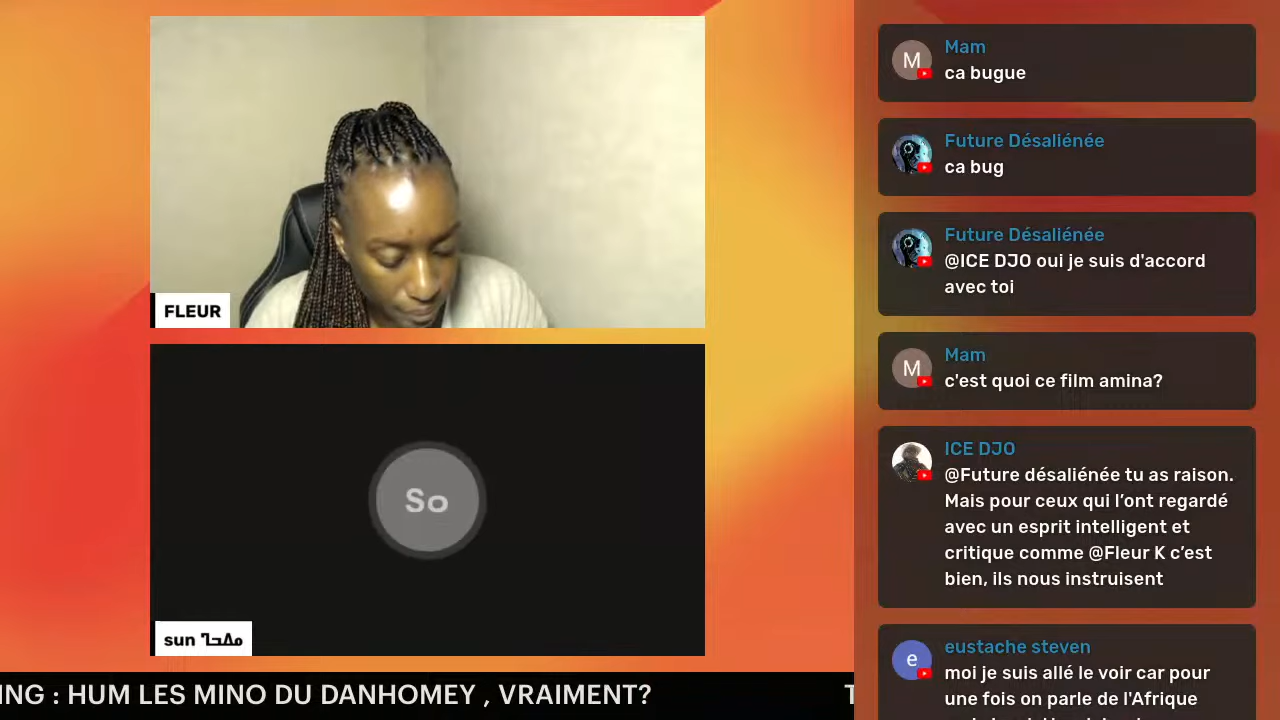 FLEUR
So
sun
ING : HUM LES MINO DU DANHOMEY , VRAIMENT?
Mam
ca bugue
Future Désaliénée
ca bug
Future Désaliénée
@ICE DJO oui je suis d'accord
avec toi
Mam
c'est quoi ce film amina?
ICE DJO
@Future désaliénée tu as raison.
Mais pour ceux qui l’ont regardé
avec un esprit intelligent et
critique comme @Fleur K c’est
bien, ils nous instruisent
eustache steven
moi je suis allé le voir car pour
une fois on parle de l'Afrique